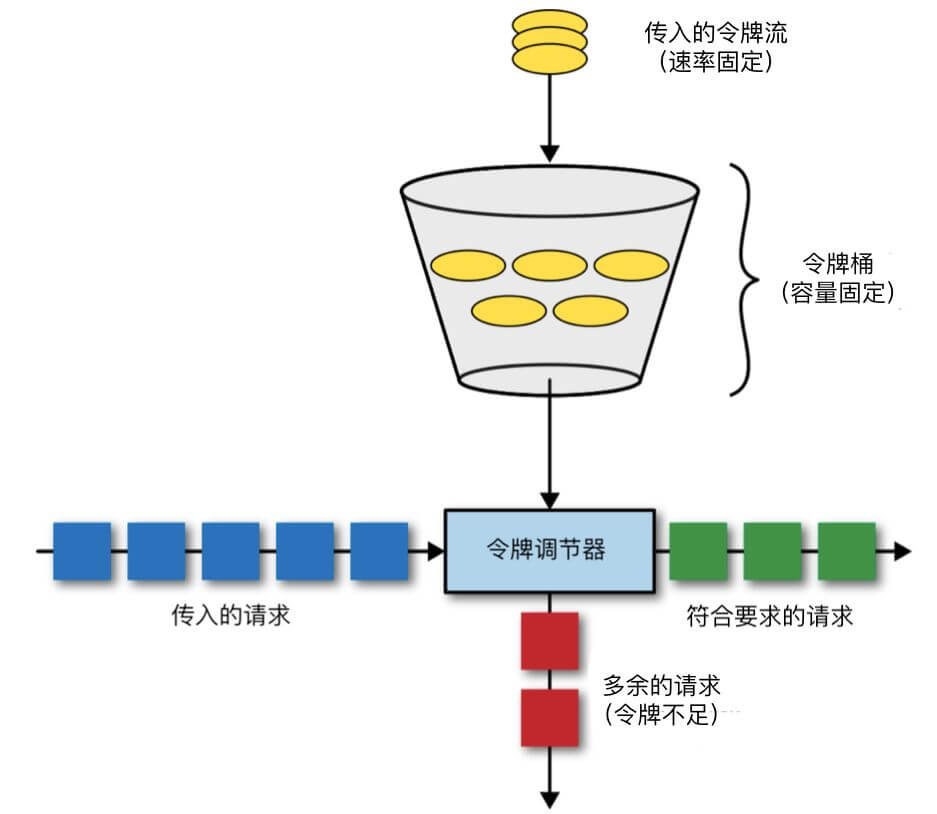 传入的令牌流
（速率固定）
令牌桶
（容量固定）
令牌调节器
传入的请求
符合要求的请求
多余的请求
（令牌不足）